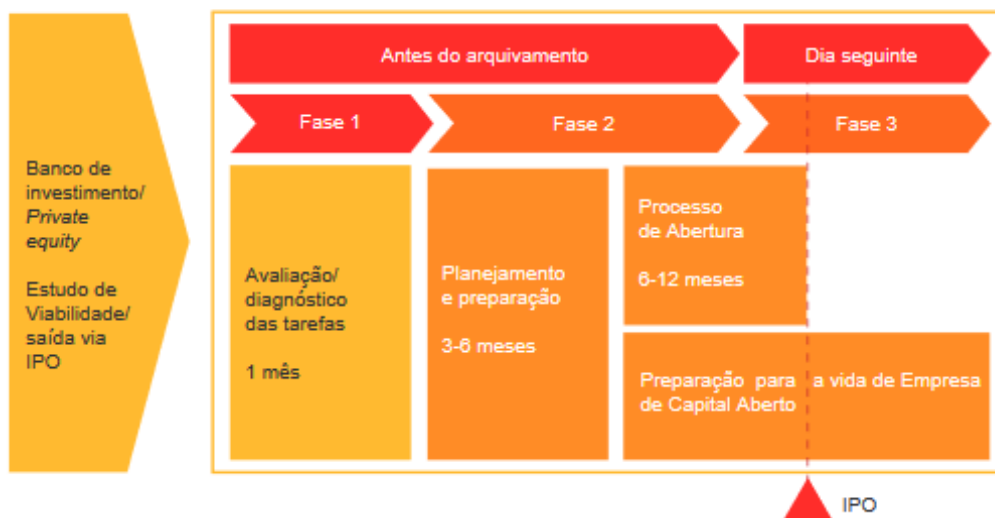 Antes do arquivamento
Dia seguinte
Fase 1
Fase 2
Fase 3
Banco de
investimento/
Private
equity
Estudo de
Viabilidade/
saída via
IPO
Avaliação/
diagnóstico
das tarefas
1 mês
Planejamento
e preparação
3-6 meses
Processo
de Abertura
6-12 meses
Preparação para a vida de Empresa
de Capital Aberto
IPO